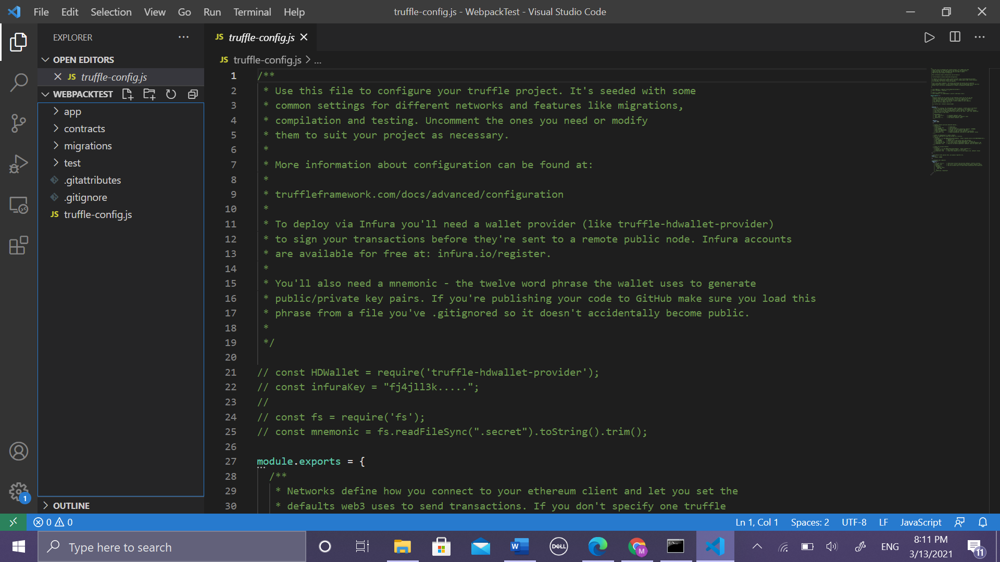 File Edit Selection View Go Run Terminal Help
truffle-config.js - WebpackTest - Visual Studio Code
EXPLORER
OPEN EDITORS
JS truffle-config.js
WEBPACKTEST
app
contracts
migrations
test
.gitattributes
.gitignore
JS truffle-config.js
OUTLINE
JS truffle-config.js
JS truffle-config.js > ...
1 /**
2 * Use this file to configure your truffle project. It's seeded with some
3 * common settings for different networks and features like migrations,
4 * compilation and testing. Uncomment the ones you need or modify
5 * them to suit your project as necessary.
6 *
7 * More information about configuration can be found at:
8 *
9 * truffleframework.com/docs/advanced/configuration
10 *
11 * To deploy via Infura you'll need a wallet provider (like truffle-hdwallet-provider)
12 * to sign your transactions before they're sent to a remote public node. Infura accounts
13 * are available for free at: infura.io/register.
14 *
15 * You'll also need a mnemonic - the twelve word phrase the wallet uses to generate
16 * public/private key pairs. If you're publishing your code to GitHub make sure you load this
17 * phrase from a file you've .gitignored so it doesn't accidentally become public.
18 *
19 */
20
21 // const HDWallet = require('truffle-hdwallet-provider');
22 // const infuraKey = "fj4jll3k.....";
23 //
24 // const fs = require('fs');
25 // const mnemonic = fs.readFileSync(".secret").toString().trim();
26
27 module.exports = {
28 /**
29 * Networks define how you connect to your ethereum client and let you set the
30 * defaults web3 uses to send transactions. If you don't specify one truffle
1
0 0
Ln 1, Col 1 Spaces: 2 UTF-8 LF JavaScript
Type here to search
W
DELL
M
ENG
8:11 PM
3/13/2021
11